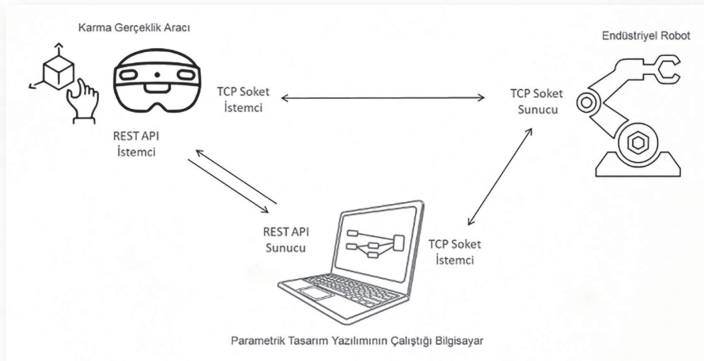 Karma Gerçeklik Aracı
Endüstriyel Robot
TCP Soket
İstemci
TCP Soket
Sunucu
REST API
İstemci
REST API
Sunucu
TCP Soket
İstemci
Parametrik Tasarım Yazılımının Çalıştığı Bilgisayar